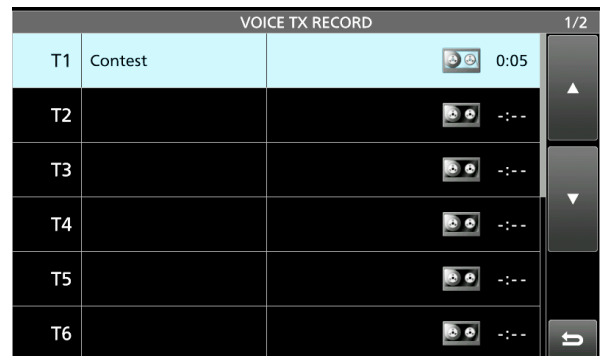 VOICE TX RECORD 1/2
T1 Contest 0:05
T2 -:--
T3 -:--
T4 -:--
T5 -:--
T6 -:--